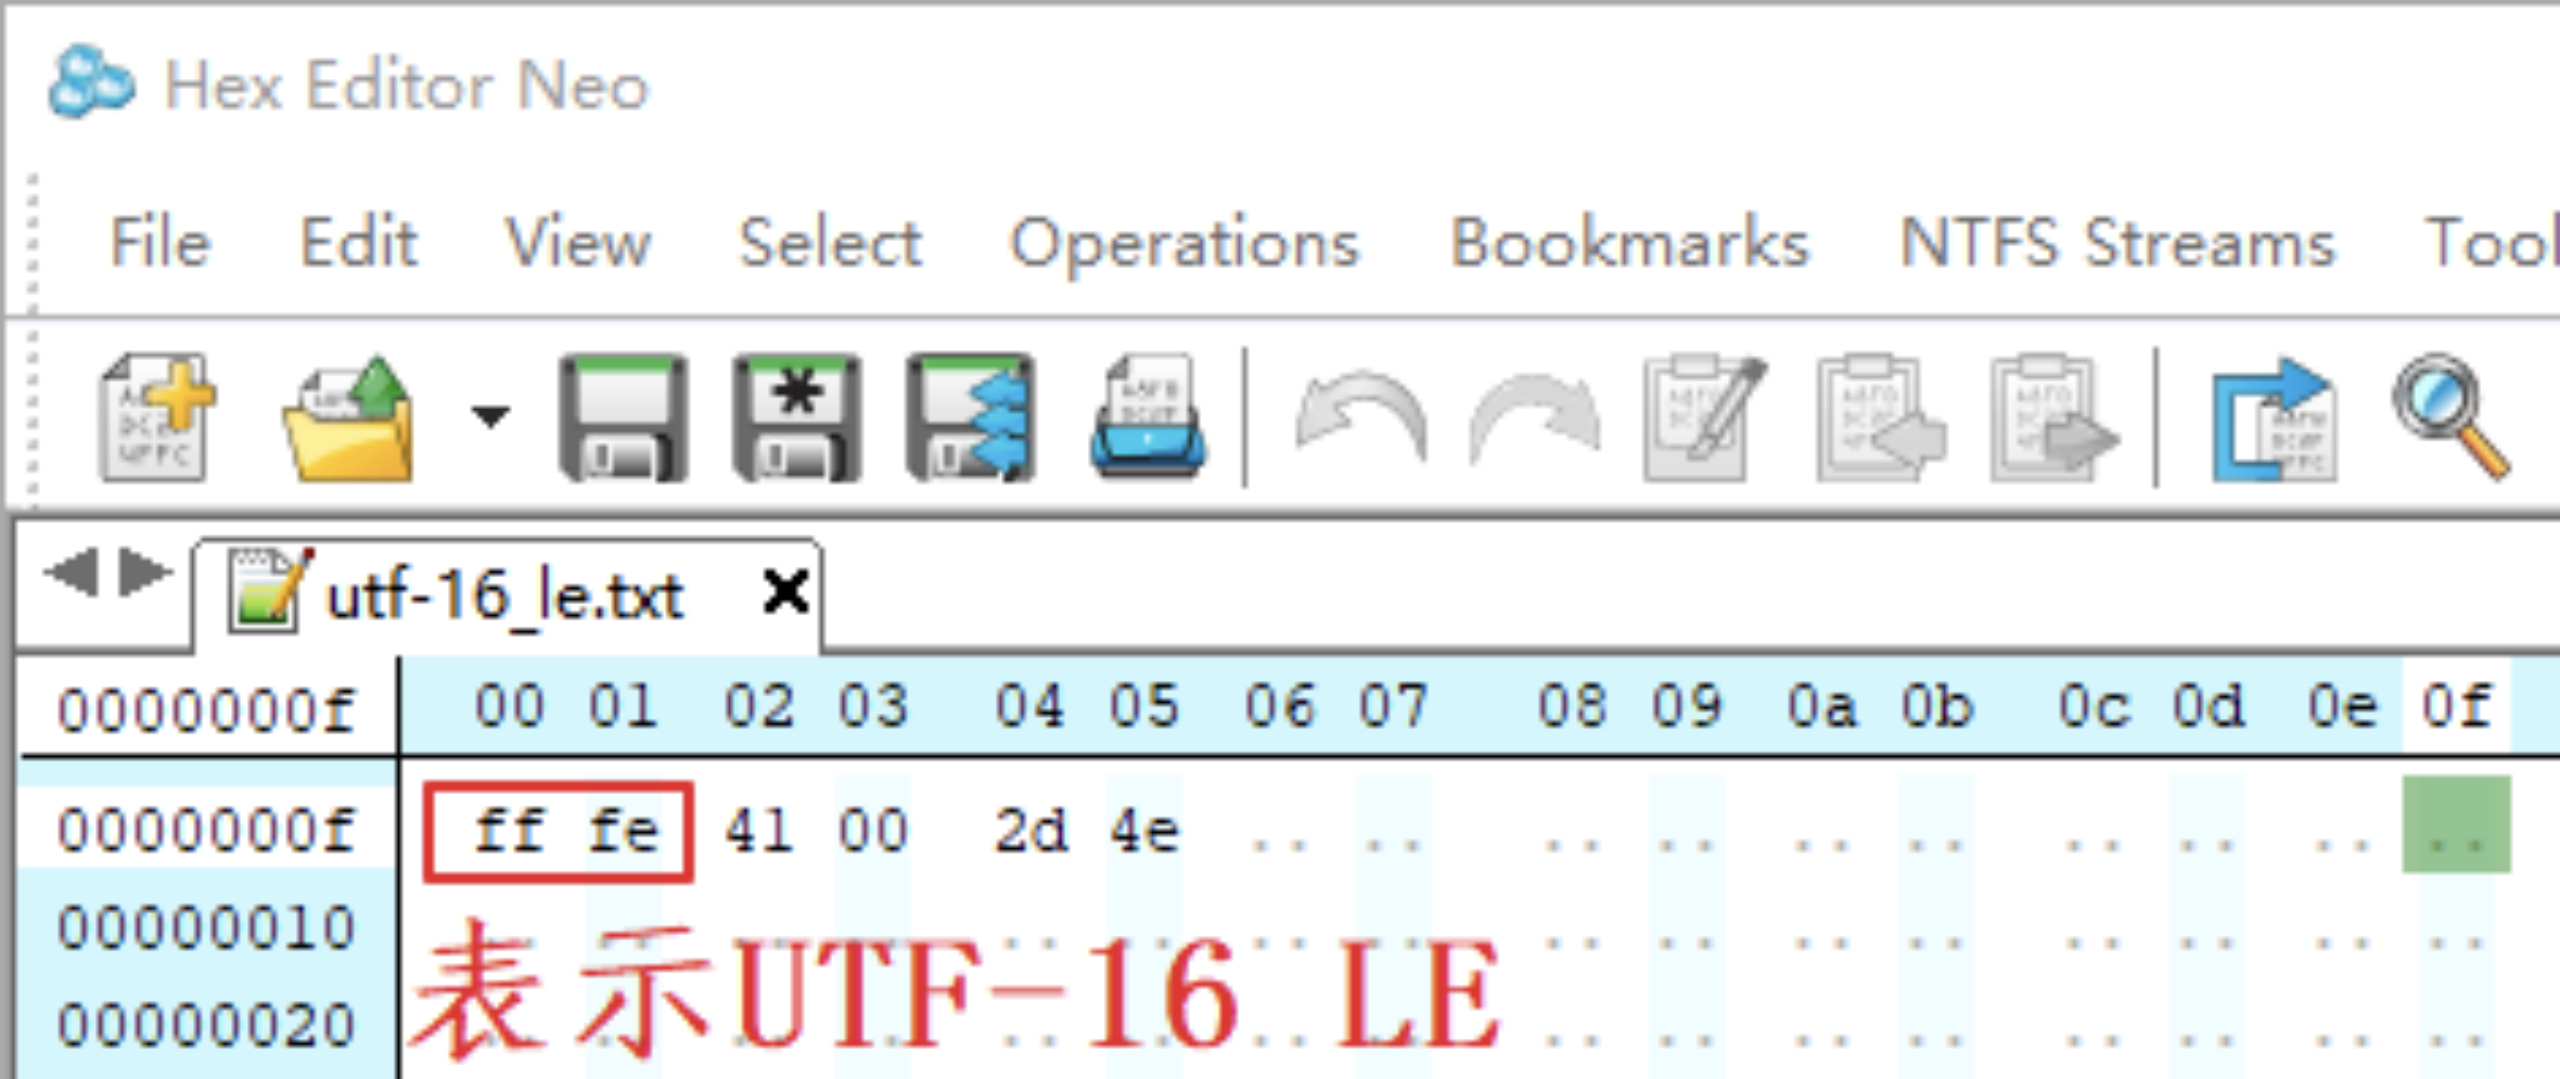 Hex Editor Neo
File Edit View Select Operations Bookmarks NTFS Streams Tool
utf-16_le.txt
0000000f 00 01 02 03 04 05 06 07 08 09 0a 0b 0c 0d 0e 0f
0000000f ff fe 41 00 2d 4e .. .. .. .. .. .. .. .. .. ..
00000010
表示UTF-16 LE
00000020